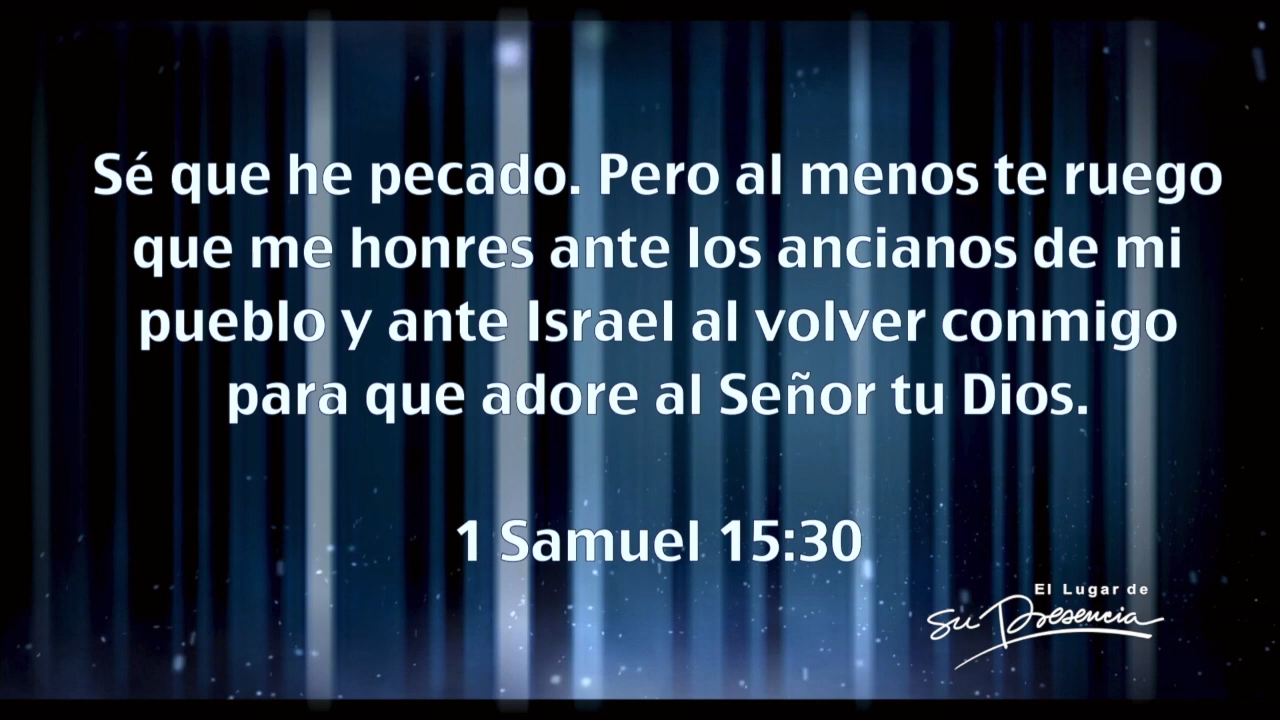 Sé que he pecado. Pero al menos te ruego
que me honres ante los ancianos de mi
pueblo y ante Israel al volver conmigo
para que adore al Señor tu Dios.
1 Samuel 15:30
El Lugar de
Su Presencia